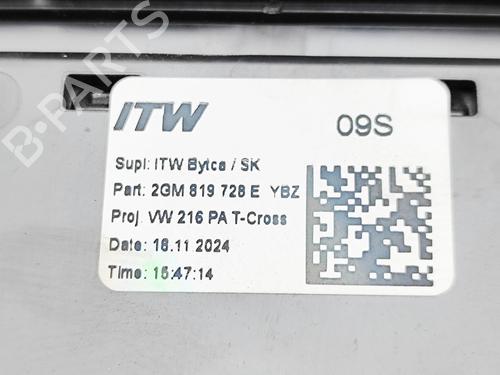 ITW 09S
Supl: ITW Bytca / SK
Part: 2GM 819 728 E YBZ
Proj. VW 216 PA T-Cross
Date: 18.11 2024
Time: 15:47:14
B-PARTS